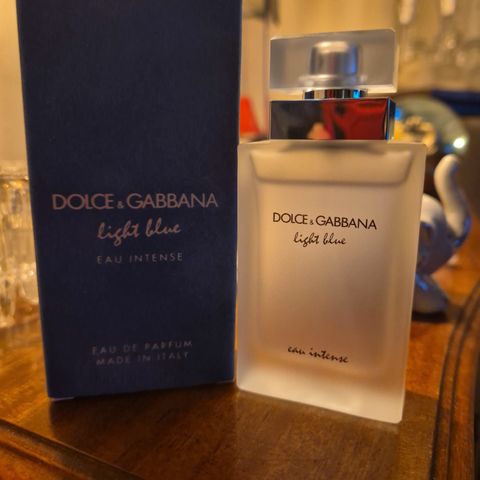 DOLCE & GABBANA
light blue
EAU INTENSE
EAU DE PARFUM
MADE IN ITALY
DOLCE & GABBANA
light blue
eau intense